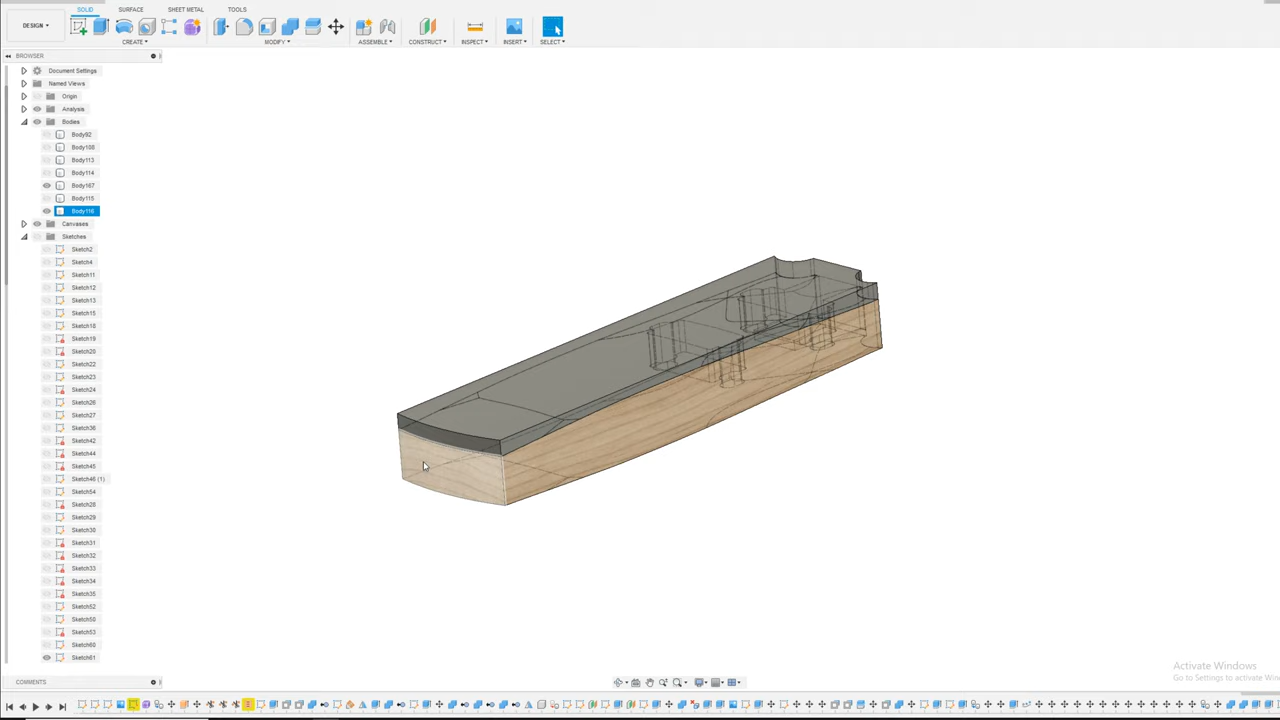 SOLID SURFACE SHEET METAL TOOLS
DESIGN
CREATE MODIFY ASSEMBLE CONSTRUCT INSPECT INSERT SELECT
BROWSER
Document Settings
Named Views
Origin
Analysis
Bodies
Body92
Body108
Body113
Body114
Body167
Body115
Body116
Canvases
Sketches
Sketch2
Sketch4
Sketch11
Sketch12
Sketch13
Sketch15
Sketch18
Sketch19
Sketch20
Sketch22
Sketch23
Sketch24
Sketch26
Sketch27
Sketch36
Sketch42
Sketch44
Sketch45
Sketch46 (1)
Sketch54
Sketch28
Sketch29
Sketch30
Sketch31
Sketch32
Sketch33
Sketch34
Sketch35
Sketch52
Sketch50
Sketch53
Sketch60
Sketch61
Activate Windows
Go to Settings to activate Win
COMMENTS